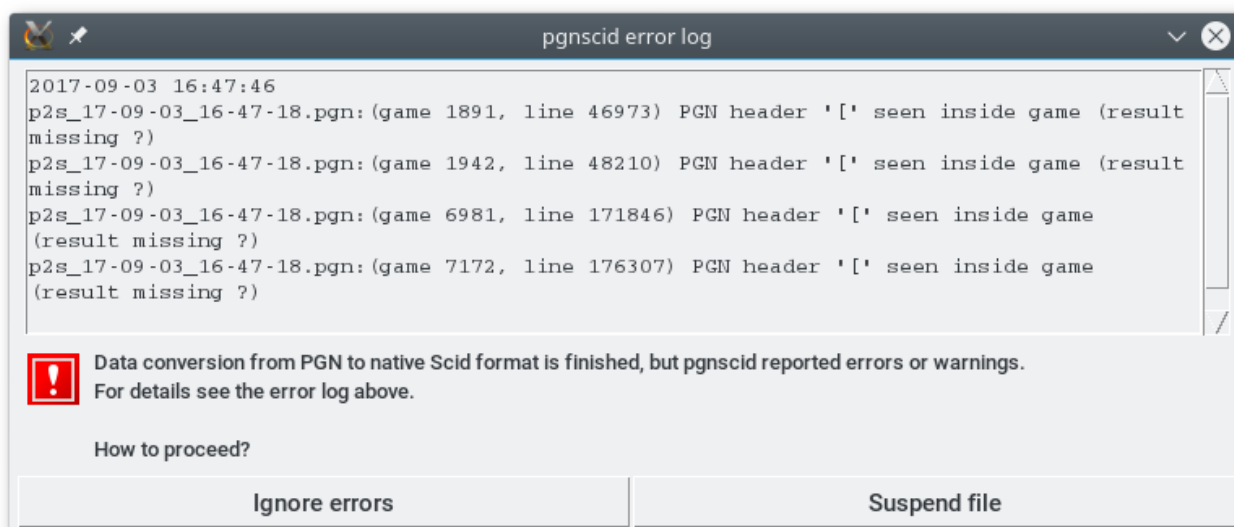 pgnscid error log
2017-09-03 16:47:46
p2s_17-09-03_16-47-18.pgn:(game 1891, line 46973) PGN header '[' seen inside game (result
missing ?)
p2s_17-09-03_16-47-18.pgn:(game 1942, line 48210) PGN header '[' seen inside game (result
missing ?)
p2s_17-09-03_16-47-18.pgn:(game 6981, line 171846) PGN header '[' seen inside game
(result missing ?)
p2s_17-09-03_16-47-18.pgn:(game 7172, line 176307) PGN header '[' seen inside game
(result missing ?)
Data conversion from PGN to native Scid format is finished, but pgnscid reported errors or warnings.
For details see the error log above.
How to proceed?
Ignore errors
Suspend file